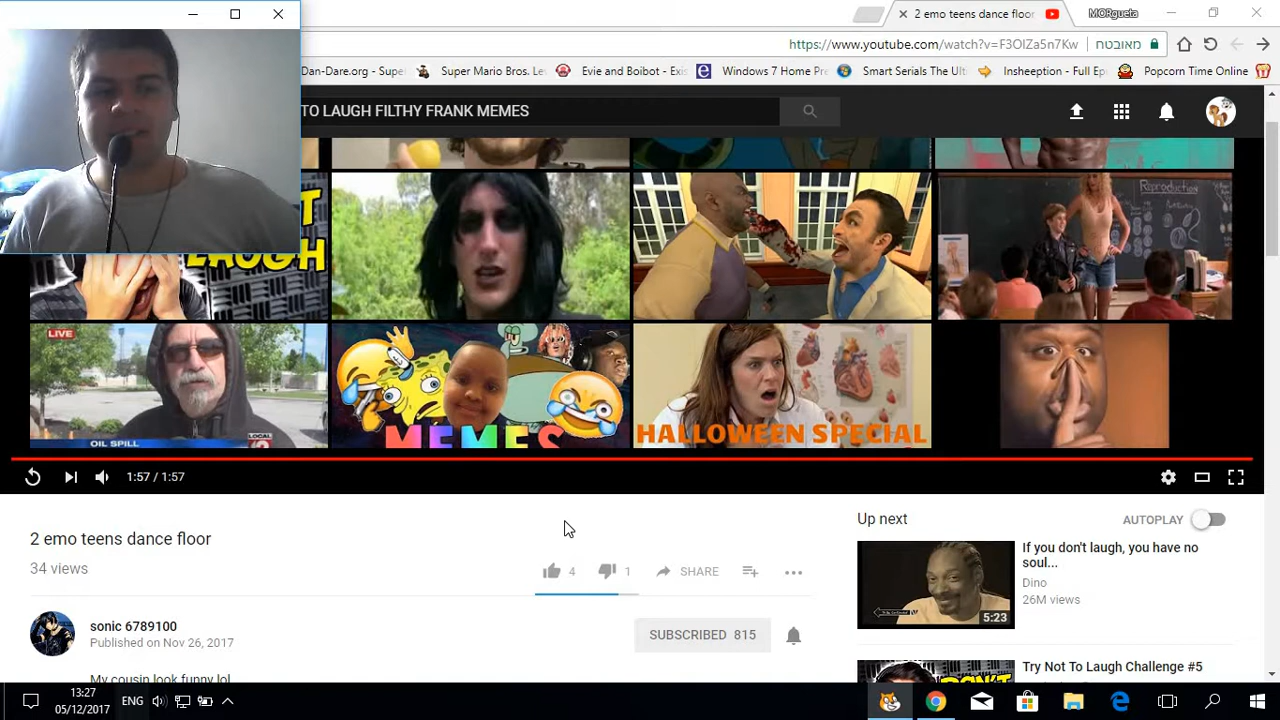 2 emo teens dance floor
MORgueta
https://www.youtube.com/watch?v=F3OIZa5n7Kw
מאובטח
Dan-Dare.org - Super
Super Mario Bros. Lev
Evie and Boibot - Exis
Windows 7 Home Pre
Smart Serials The Ult
Insheeption - Full Ep
Popcorn Time Online
TO LAUGH FILTHY FRANK MEMES
LAUGH
Reproduction
LIVE
OIL SPILL
LOCAL
MEMES
HALLOWEEN SPECIAL
1:57 / 1:57
2 emo teens dance floor
34 views
4
1
SHARE
sonic 6789100
Published on Nov 26, 2017
SUBSCRIBED 815
My cousin look funny lol
Up next
AUTOPLAY
If you don't laugh, you have no
soul...
Dino
26M views
5:23
Try Not To Laugh Challenge #5
13:27
05/12/2017
ENG